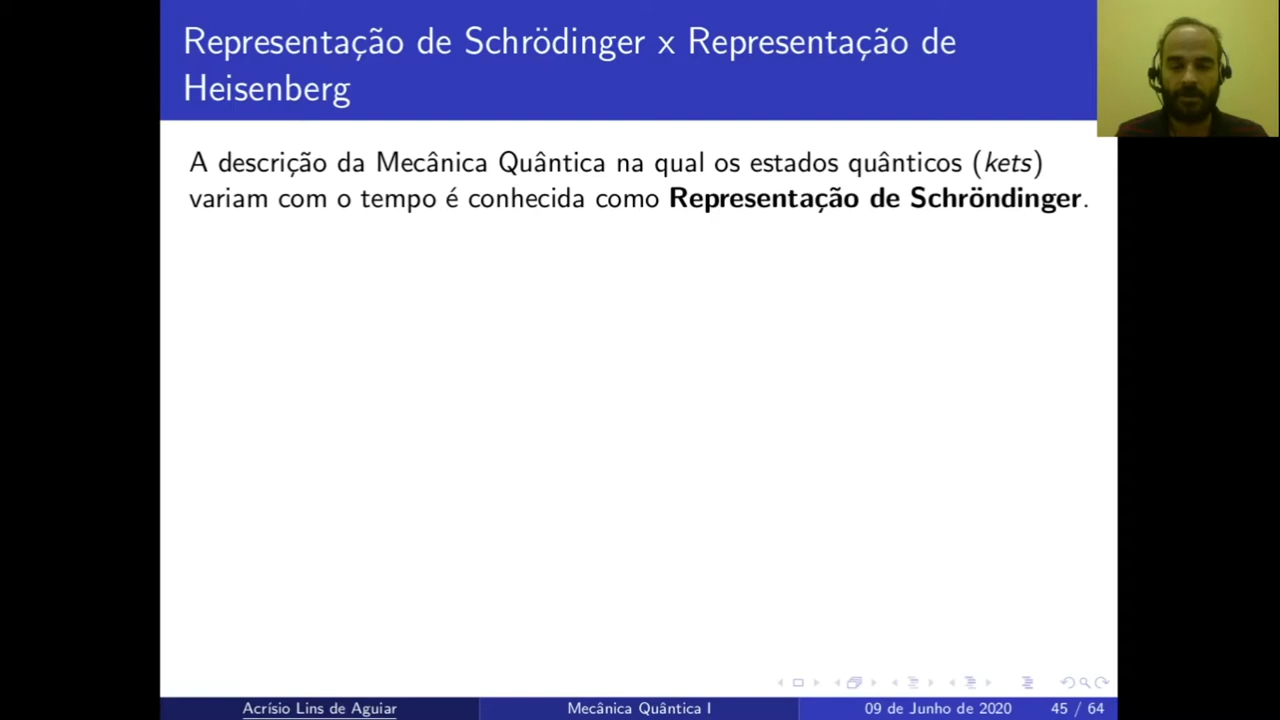 Representação de Schrödinger x Representação de
Heisenberg
A descrição da Mecânica Quântica na qual os estados quânticos (kets)
variam com o tempo é conhecida como Representação de Schröndinger.
Acrísio Lins de Aguiar
Mecânica Quântica I
09 de Junho de 2020
45 / 64